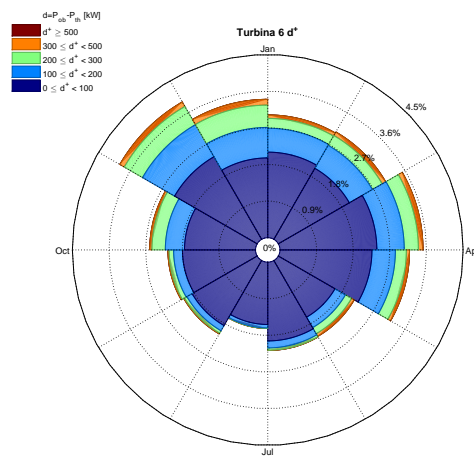 d=P_ob-P_th [kW]
d⁺ ≥ 500
300 ≤ d⁺ < 500
200 ≤ d⁺ < 300
100 ≤ d⁺ < 200
0 ≤ d⁺ < 100
Turbina 6 d⁺
Jan
4.5%
3.6%
2.7%
1.8%
0.9%
0%
Oct
Ap
Jul